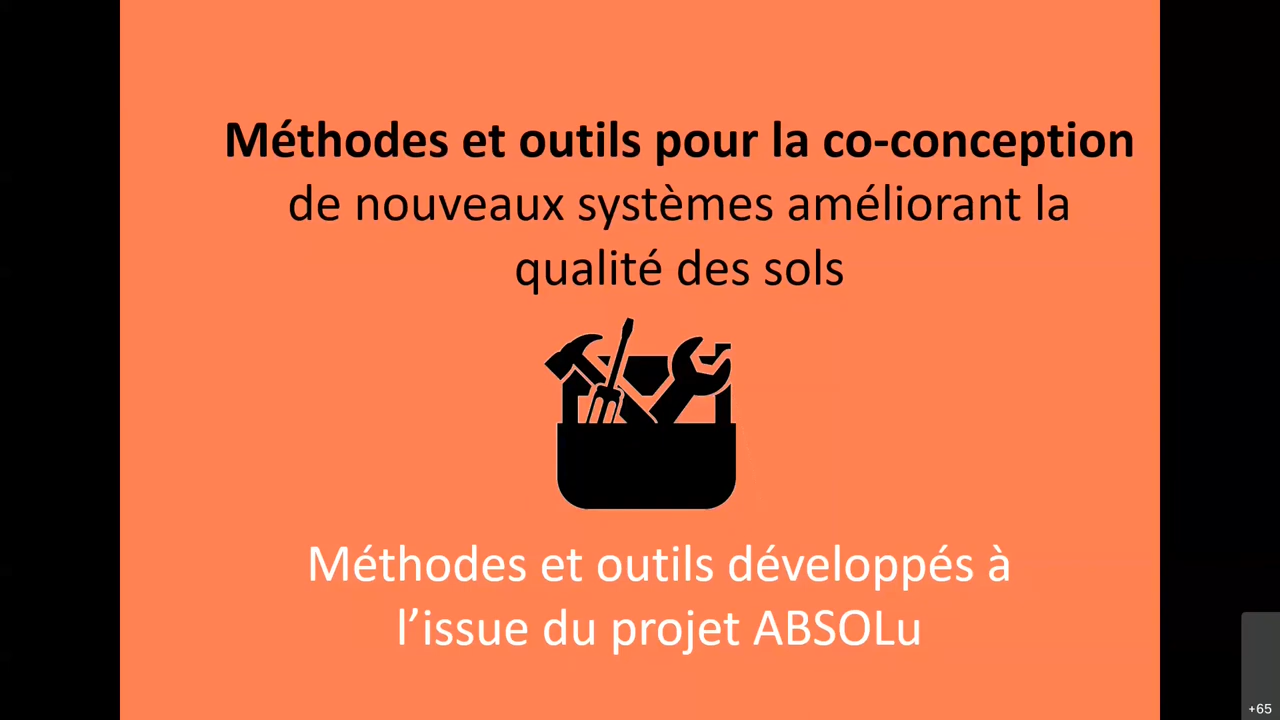 Méthodes et outils pour la co-conception
de nouveaux systèmes améliorant la
qualité des sols
Méthodes et outils développés à
l’issue du projet ABSOLu
+65